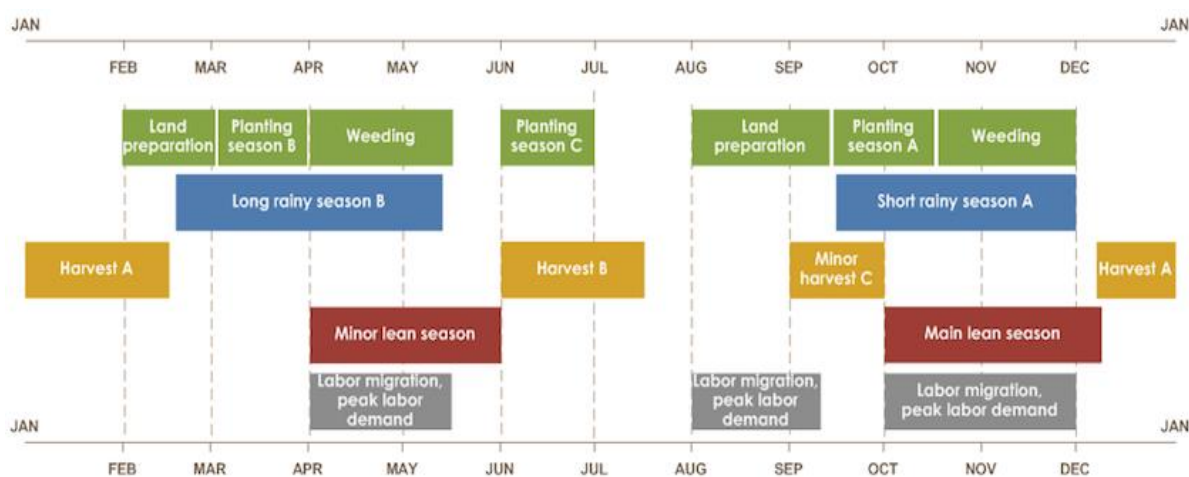 JAN JAN
FEB MAR APR MAY JUN JUL AUG SEP OCT NOV DEC
Land
preparation
Planting
season B
Weeding
Planting
season C
Land
preparation
Planting
season A
Weeding
Long rainy season B
Short rainy season A
Harvest A
Harvest B
Minor
harvest C
Harvest A
Minor lean season
Main lean season
Labor migration,
peak labor
demand
Labor migration,
peak labor
demand
Labor migration,
peak labor demand
JAN JAN
FEB MAR APR MAY JUN JUL AUG SEP OCT NOV DEC